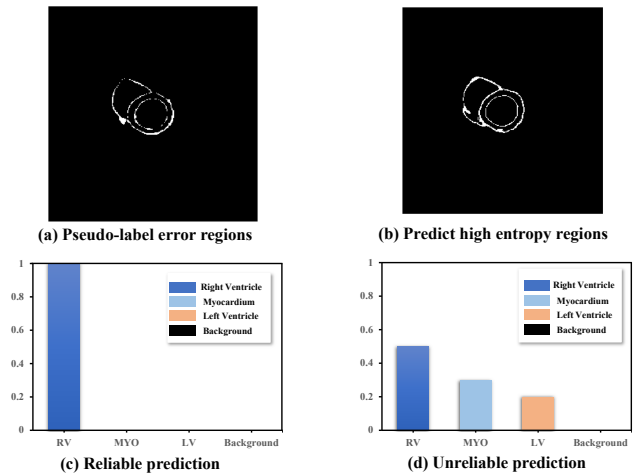 (a) Pseudo-label error regions
(b) Predict high entropy regions
1
0.8
0.6
0.4
0.2
0
Right Ventricle
Myocardium
Left Ventricle
Background
RV MYO LV Background
(c) Reliable prediction
1
0.8
0.6
0.4
0.2
0
Right Ventricle
Myocardium
Left Ventricle
Background
RV MYO LV Background
(d) Unreliable prediction